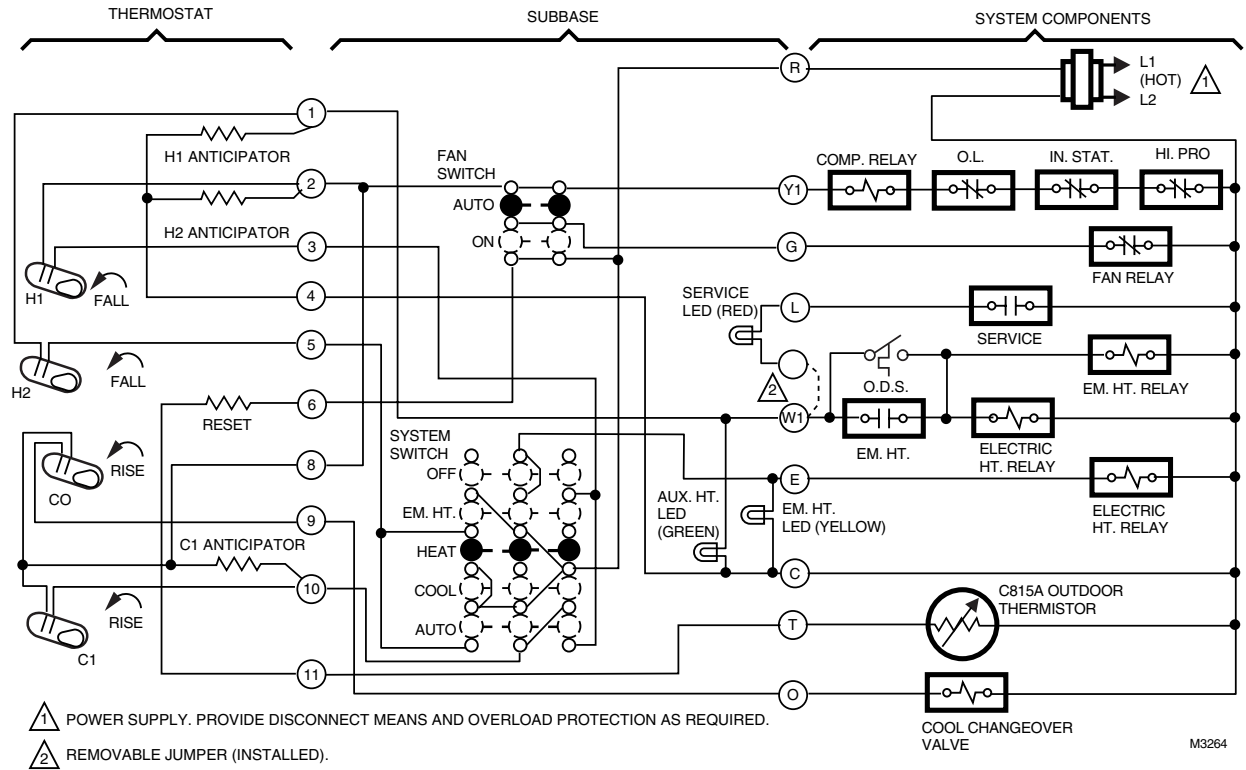 THERMOSTAT
SUBBASE
SYSTEM COMPONENTS
R
L1
(HOT)
L2
1
1
H1 ANTICIPATOR
FAN
SWITCH
COMP. RELAY
O.L.
IN. STAT.
HI. PRO
2
AUTO
Y1
H2 ANTICIPATOR
3
ON
G
FAN RELAY
H1
FALL
4
SERVICE
LED (RED)
L
SERVICE
5
H2
FALL
2
O.D.S.
EM. HT. RELAY
6
RESET
W1
EM. HT.
ELECTRIC
HT. RELAY
SYSTEM
SWITCH
OFF
8
CO
RISE
E
ELECTRIC
HT. RELAY
EM. HT.
AUX. HT.
LED
(GREEN)
EM. HT.
LED (YELLOW)
9
C1 ANTICIPATOR
HEAT
10
COOL
C
C815A OUTDOOR
THERMISTOR
RISE
C1
AUTO
T
11
O
COOL CHANGEOVER
VALVE
1 POWER SUPPLY. PROVIDE DISCONNECT MEANS AND OVERLOAD PROTECTION AS REQUIRED.
2 REMOVABLE JUMPER (INSTALLED).
M3264